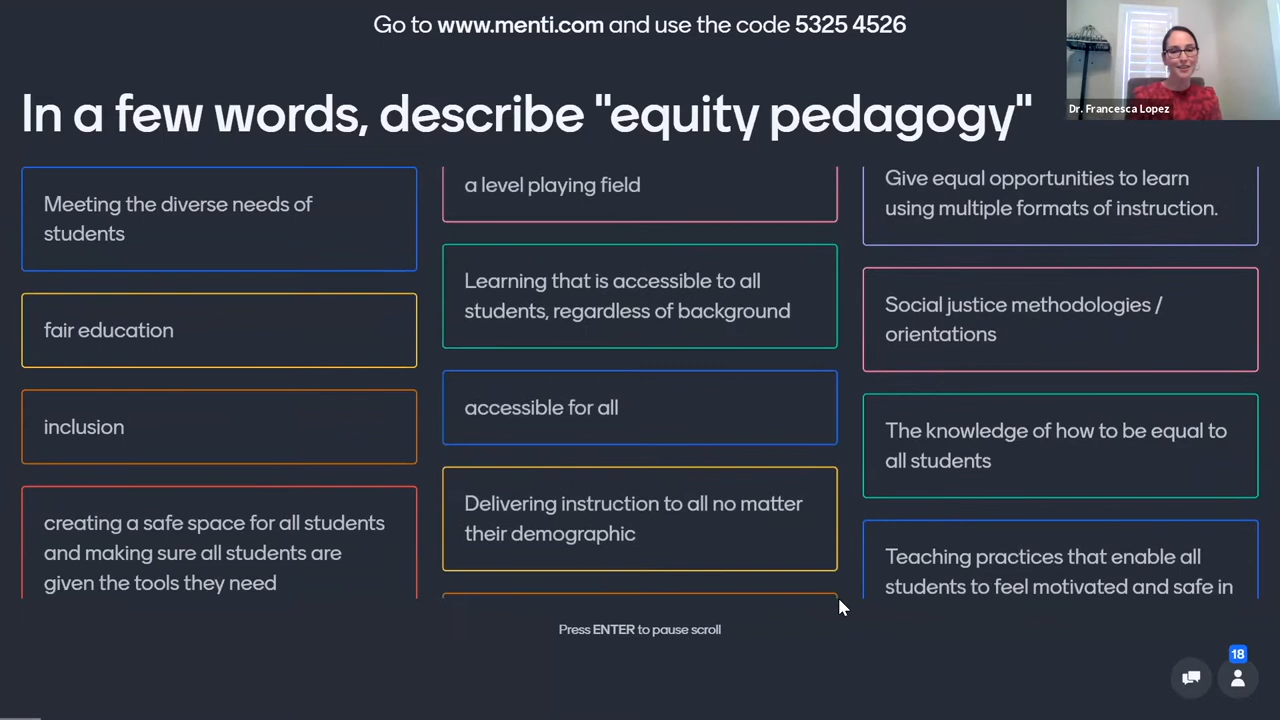 Go to www.menti.com and use the code 5325 4526
Dr. Francesca Lopez
In a few words, describe "equity pedagogy"
Meeting the diverse needs of
students
fair education
inclusion
creating a safe space for all students
and making sure all students are
given the tools they need
a level playing field
Learning that is accessible to all
students, regardless of background
accessible for all
Delivering instruction to all no matter
their demographic
Give equal opportunities to learn
using multiple formats of instruction.
Social justice methodologies /
orientations
The knowledge of how to be equal to
all students
Teaching practices that enable all
students to feel motivated and safe in
Press ENTER to pause scroll
18